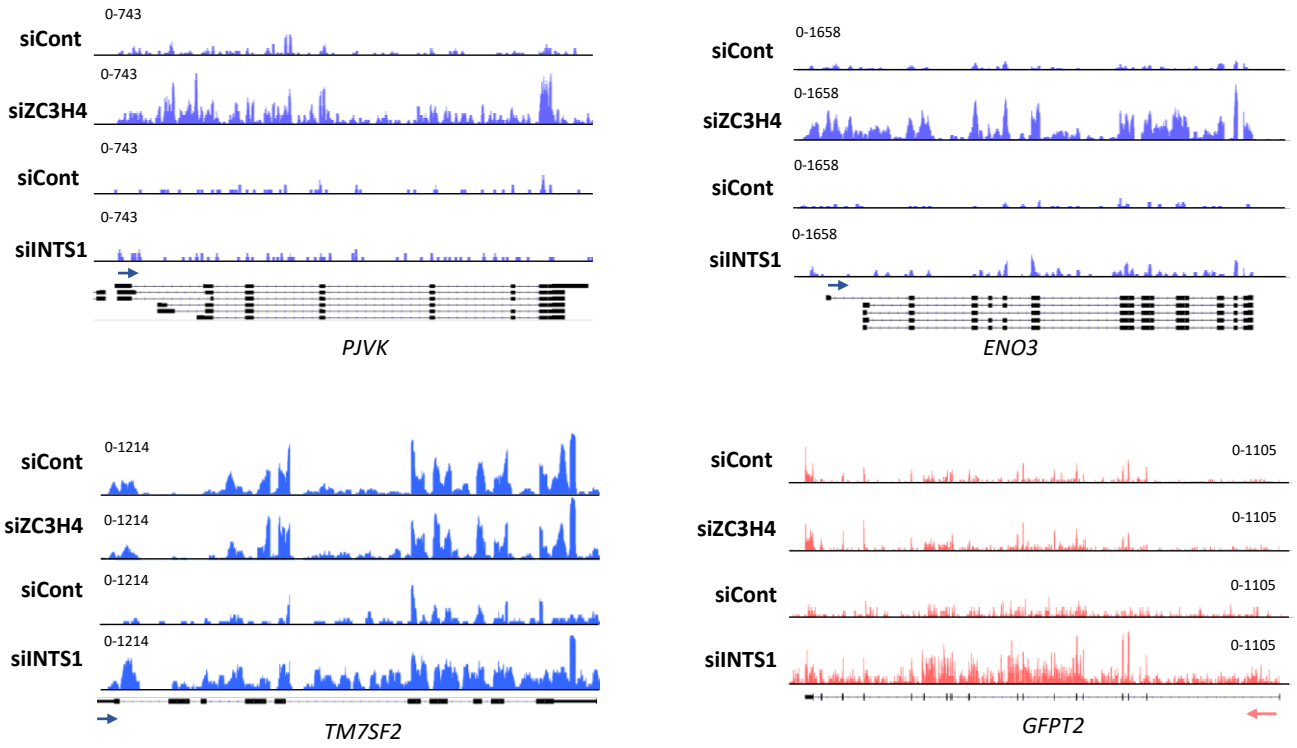 0-743
siCont
0-743
siZC3H4
0-743
siCont
0-743
siINTS1
PJVK
0-1658
siCont
0-1658
siZC3H4
0-1658
siCont
0-1658
siINTS1
ENO3
0-1214
siCont
0-1214
siZC3H4
0-1214
siCont
0-1214
siINTS1
TM7SF2
siCont 0-1105
siZC3H4 0-1105
siCont 0-1105
siINTS1 0-1105
GFPT2